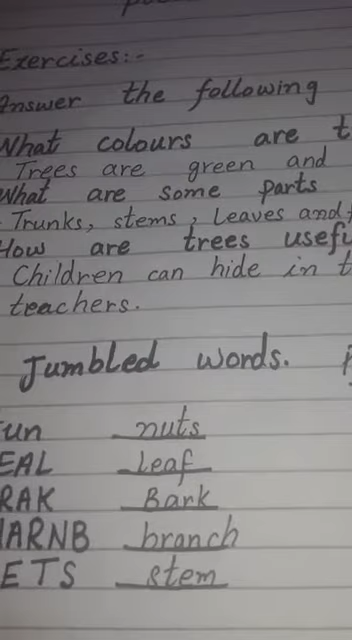 Exercises:-
Answer the following
What colours are t
Trees are green and
What are some parts
Trunks, stems, Leaves and f
How are trees usefu
Children can hide in t
teachers.
Jumbled words.
un nuts
EAL leaf
RAK Bark
ARNB branch
ETS stem